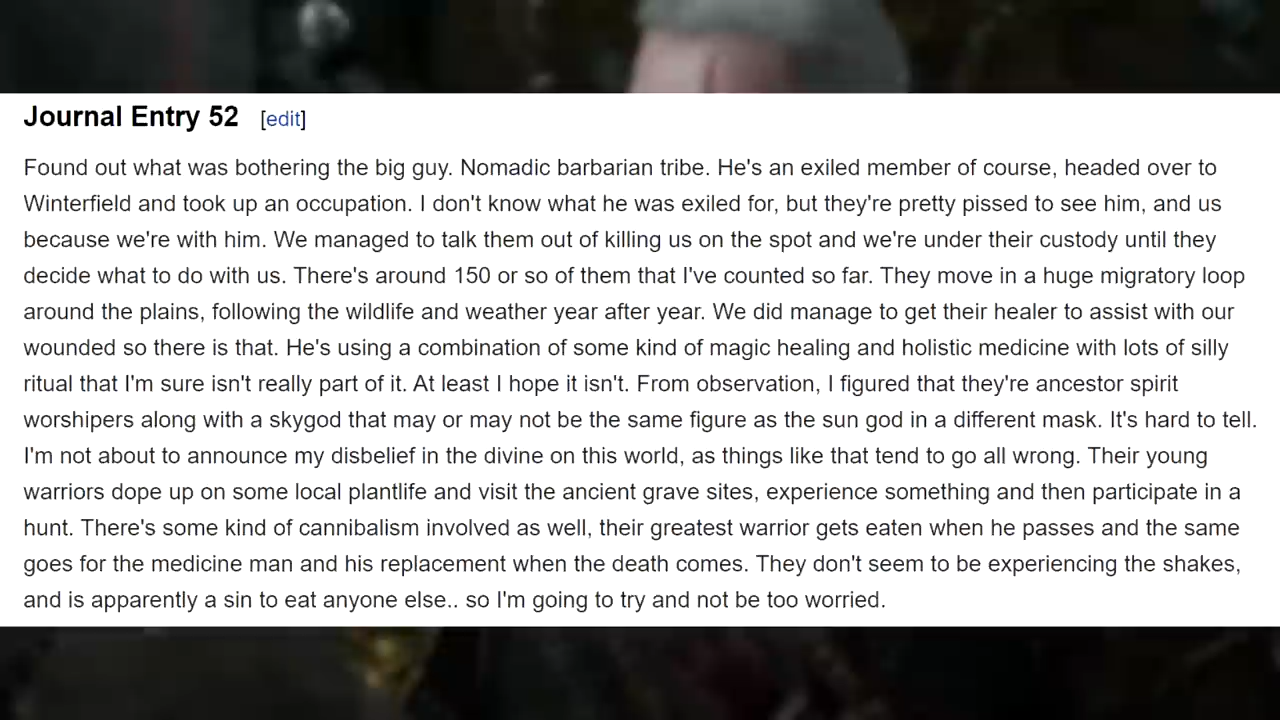 Journal Entry 52 [edit]
Found out what was bothering the big guy. Nomadic barbarian tribe. He's an exiled member of course, headed over to
Winterfield and took up an occupation. I don't know what he was exiled for, but they're pretty pissed to see him, and us
because we're with him. We managed to talk them out of killing us on the spot and we're under their custody until they
decide what to do with us. There's around 150 or so of them that I've counted so far. They move in a huge migratory loop
around the plains, following the wildlife and weather year after year. We did manage to get their healer to assist with our
wounded so there is that. He's using a combination of some kind of magic healing and holistic medicine with lots of silly
ritual that I'm sure isn't really part of it. At least I hope it isn't. From observation, I figured that they're ancestor spirit
worshipers along with a skygod that may or may not be the same figure as the sun god in a different mask. It's hard to tell.
I'm not about to announce my disbelief in the divine on this world, as things like that tend to go all wrong. Their young
warriors dope up on some local plantlife and visit the ancient grave sites, experience something and then participate in a
hunt. There's some kind of cannibalism involved as well, their greatest warrior gets eaten when he passes and the same
goes for the medicine man and his replacement when the death comes. They don't seem to be experiencing the shakes,
and is apparently a sin to eat anyone else.. so I'm going to try and not be too worried.